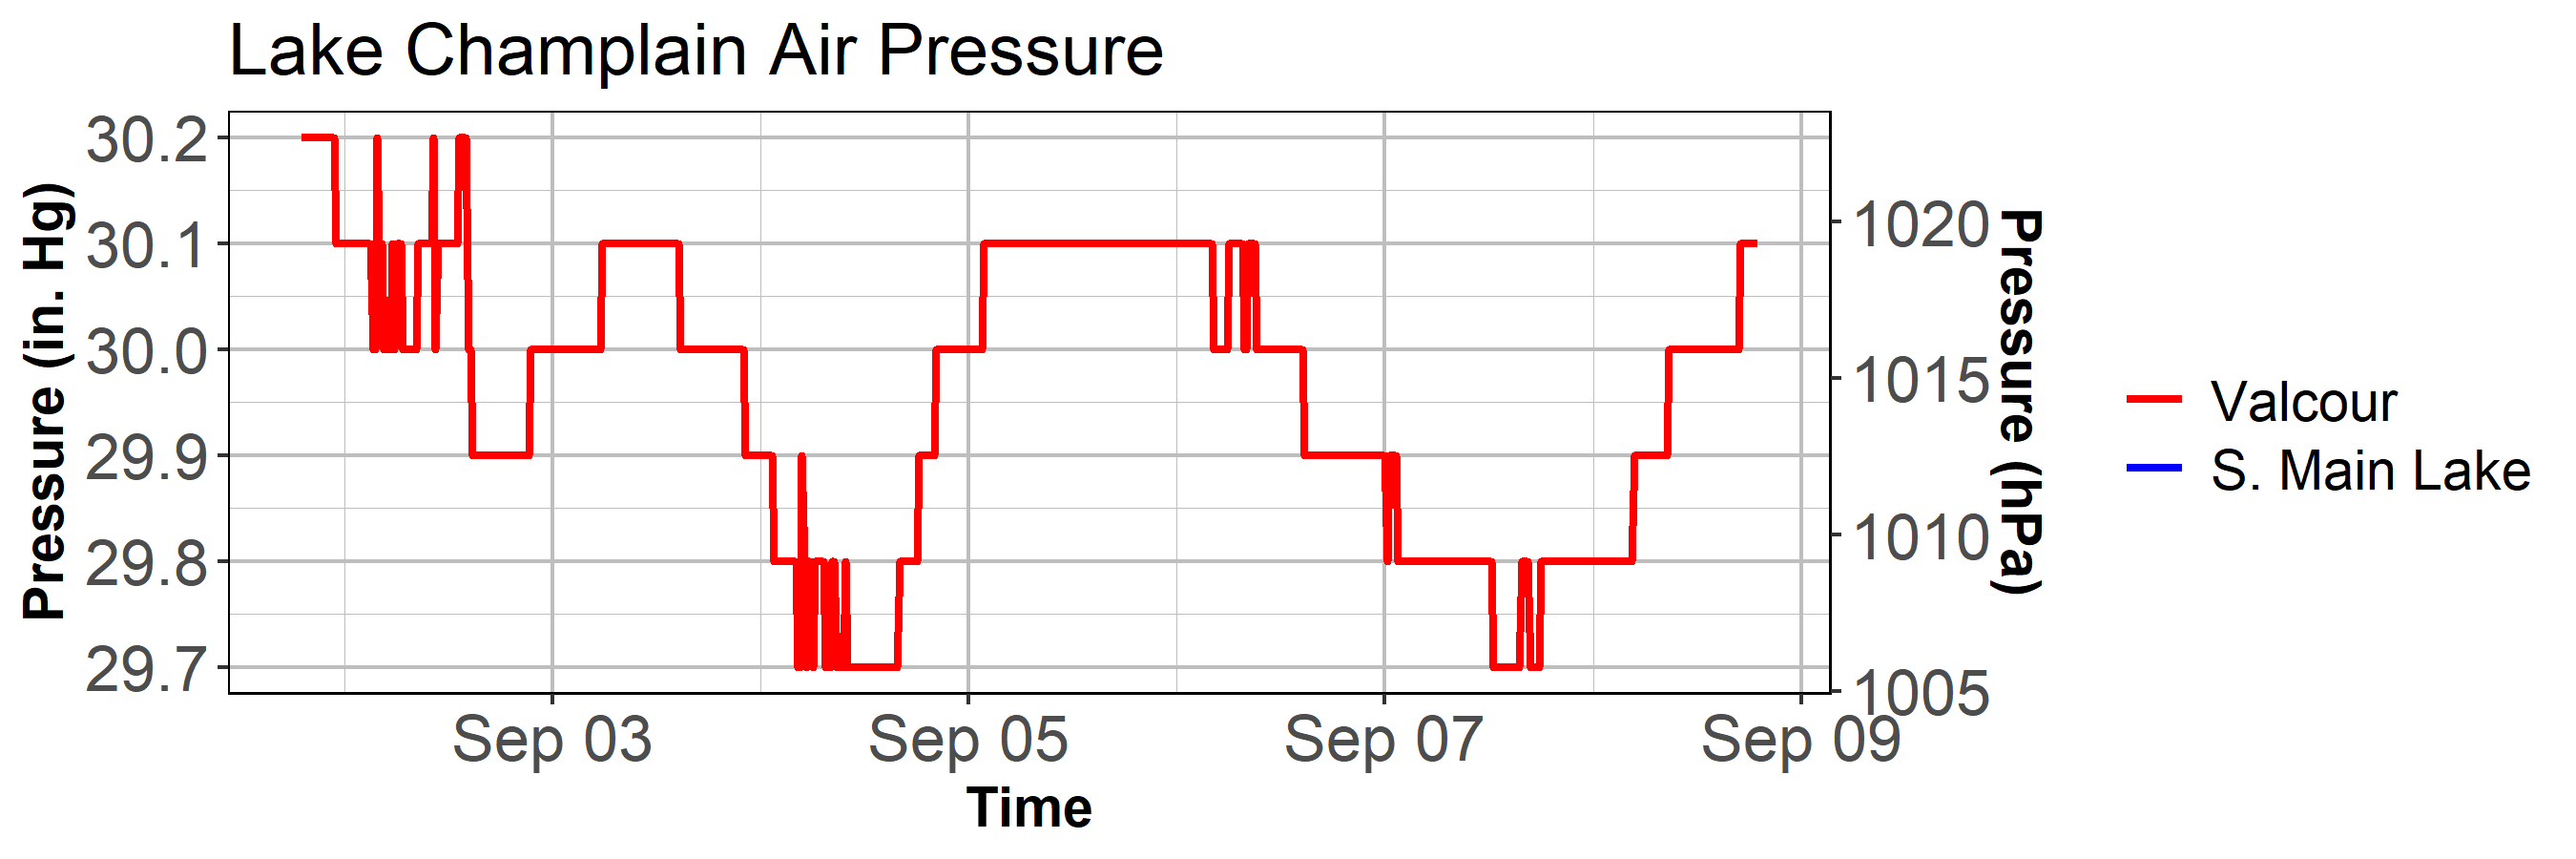 Lake Champlain Air Pressure
Pressure (in. Hg)
30.2
30.1
30.0
29.9
29.8
29.7
1020
1015
1010
1005
Pressure (hPa)
Sep 03
Sep 05
Sep 07
Sep 09
Time
Valcour
S. Main Lake